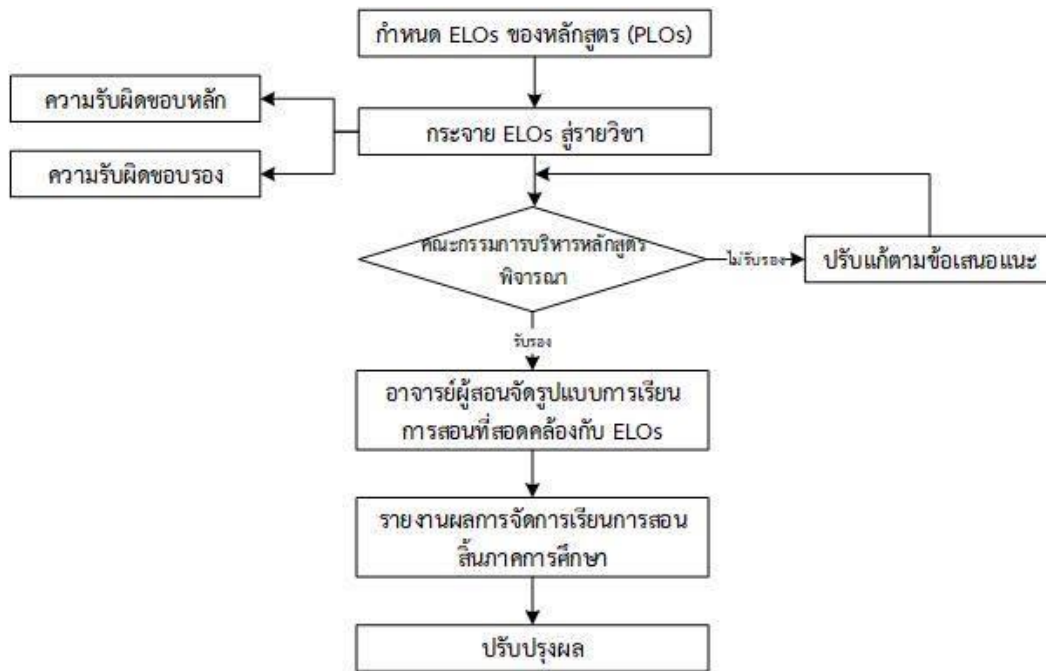 กำหนด ELOs ของหลักสูตร (PLOs)
ความรับผิดชอบหลัก
กระจาย ELOs สู่รายวิชา
ความรับผิดชอบรอง
คณะกรรมการบริหารหลักสูตร
พิจารณา
ไม่รับรอง
ปรับแก้ตามข้อเสนอแนะ
รับรอง
อาจารย์ผู้สอนจัดรูปแบบการเรียน
การสอนที่สอดคล้องกับ ELOs
รายงานผลการจัดการเรียนการสอน
สิ้นภาคการศึกษา
ปรับปรุงผล